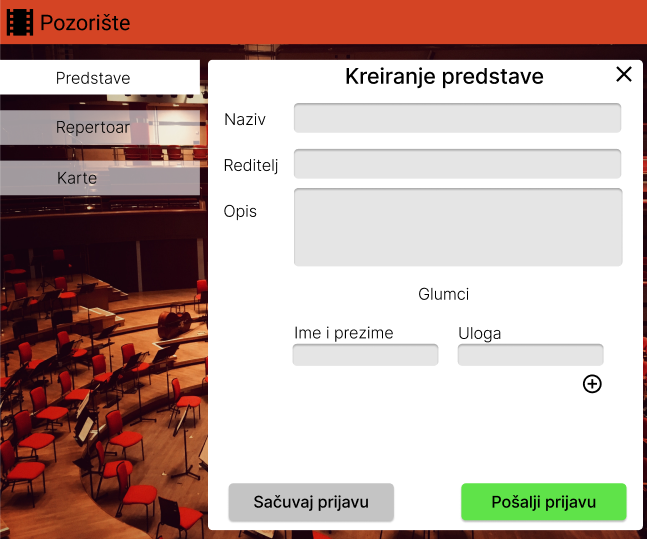 Pozorište
Predstave
Repertoar
Karte
Kreiranje predstave
Naziv
Reditelj
Opis
Glumci
Ime i prezime Uloga
Sačuvaj prijavu Pošalji prijavu